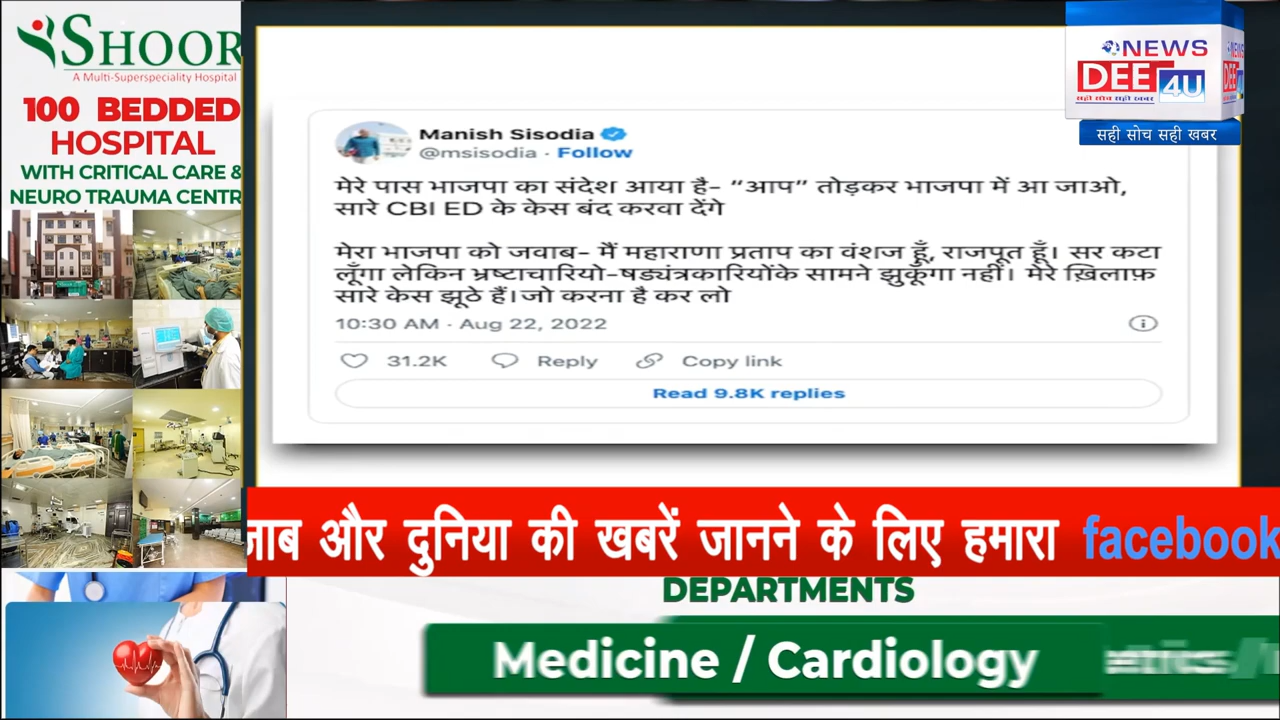 SHOOR
A Multi-Superspeciality Hospital
100 BEDDED
HOSPITAL
WITH CRITICAL CARE &
NEURO TRAUMA CENTR
NEWS
DEE 4U
सही सोच सही खबर
सही सोच सही खबर
Manish Sisodia
@msisodia · Follow
मेरे पास भाजपा का संदेश आया है- “आप” तोड़कर भाजपा में आ जाओ,
सारे CBI ED के केस बंद करवा देंगे
मेरा भाजपा को जवाब- मैं महाराणा प्रताप का वंशज हूँ, राजपूत हूँ। सर कटा
लूँगा लेकिन भ्रष्टाचारियो-षड्यंत्रकारियोंके सामने झुकूंगा नहीं। मेरे ख़िलाफ़
सारे केस झूठे हैं।जो करना है कर लो
10:30 AM · Aug 22, 2022
31.2K Reply Copy link
Read 9.8K replies
जाब और दुनिया की खबरें जानने के लिए हमारा facebook
DEPARTMENTS
Medicine / Cardiology